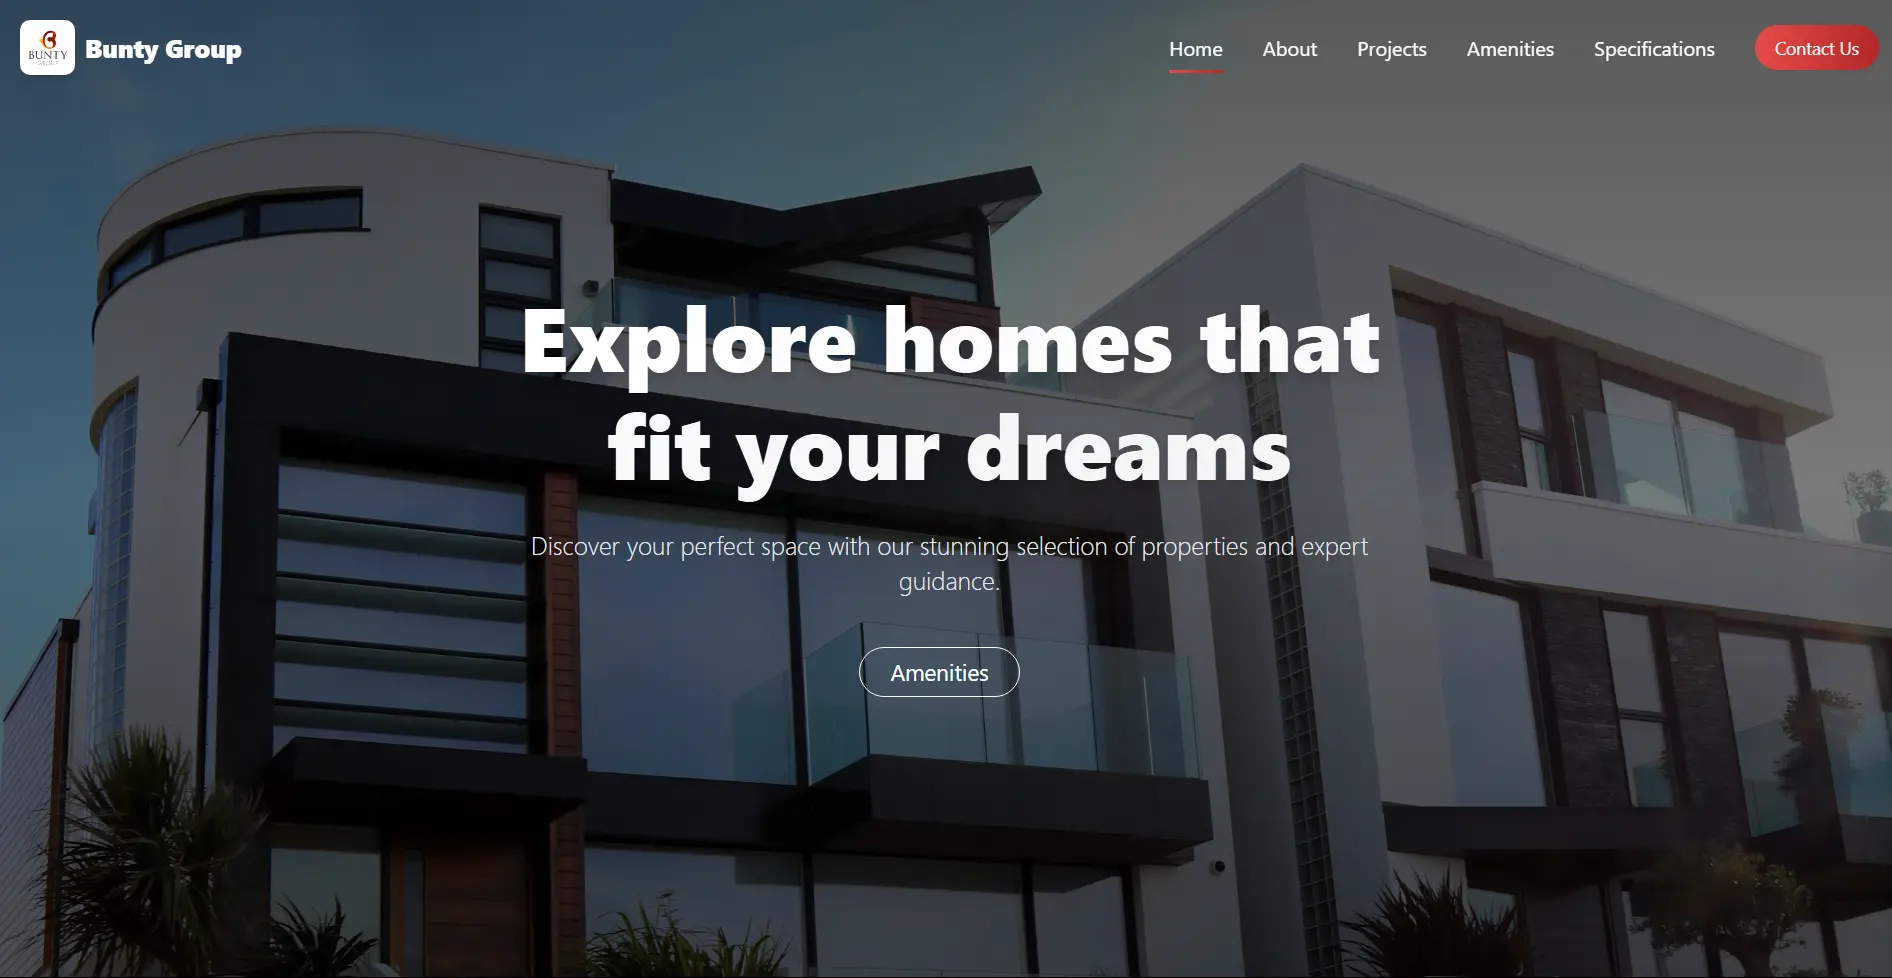 BUNTY
GROUP
Bunty Group
Home
About
Projects
Amenities
Specifications
Contact Us
Explore homes that
fit your dreams
Discover your perfect space with our stunning selection of properties and expert
guidance.
Amenities